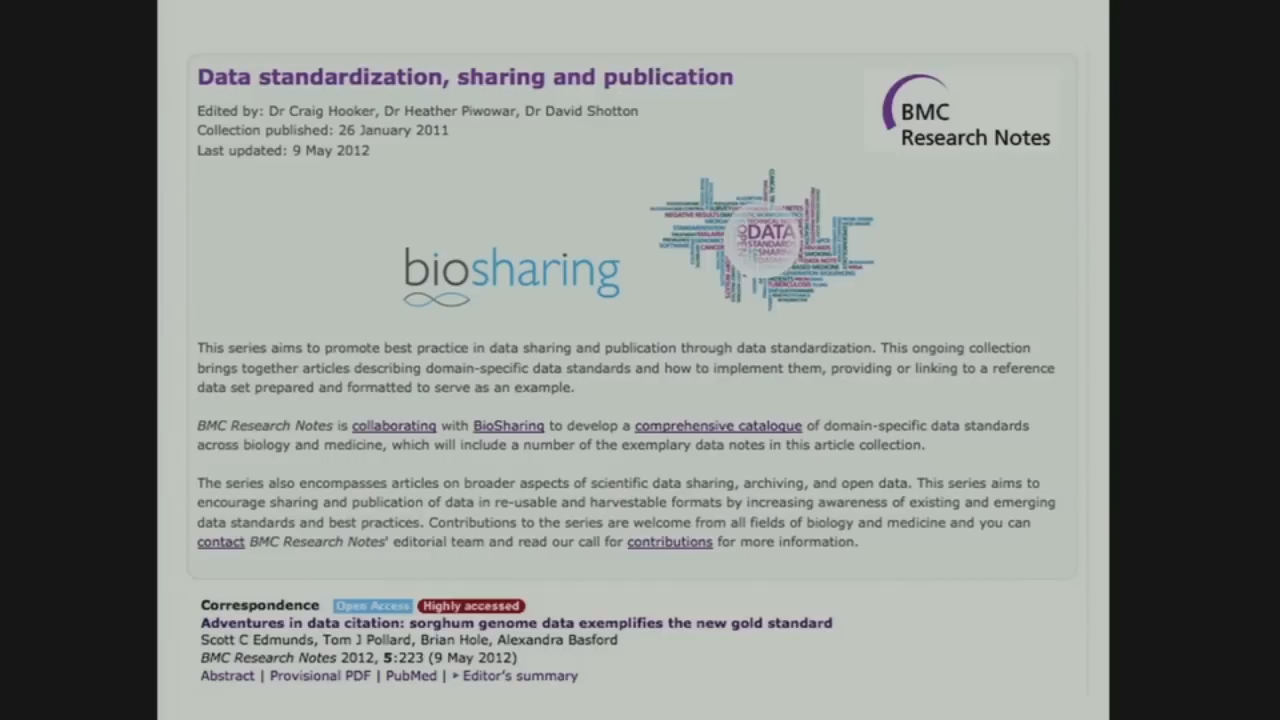 Data standardization, sharing and publication
Edited by: Dr Craig Hooker, Dr Heather Piwowar, Dr David Shotton
Collection published: 26 January 2011
Last updated: 9 May 2012
BMC
Research Notes
NEGATIVE RESULTS
DATA
STANDARDS
SHARING
SOFTWARE
CANCER
TUBERCULOSIS
biosharing
This series aims to promote best practice in data sharing and publication through data standardization. This ongoing collection
brings together articles describing domain-specific data standards and how to implement them, providing or linking to a reference
data set prepared and formatted to serve as an example.
BMC Research Notes is collaborating with BioSharing to develop a comprehensive catalogue of domain-specific data standards
across biology and medicine, which will include a number of the exemplary data notes in this article collection.
The series also encompasses articles on broader aspects of scientific data sharing, archiving, and open data. This series aims to
encourage sharing and publication of data in re-usable and harvestable formats by increasing awareness of existing and emerging
data standards and best practices. Contributions to the series are welcome from all fields of biology and medicine and you can
contact BMC Research Notes' editorial team and read our call for contributions for more information.
Correspondence Open Access Highly accessed
Adventures in data citation: sorghum genome data exemplifies the new gold standard
Scott C Edmunds, Tom J Pollard, Brian Hole, Alexandra Basford
BMC Research Notes 2012, 5:223 (9 May 2012)
Abstract | Provisional PDF | PubMed | ▸ Editor's summary